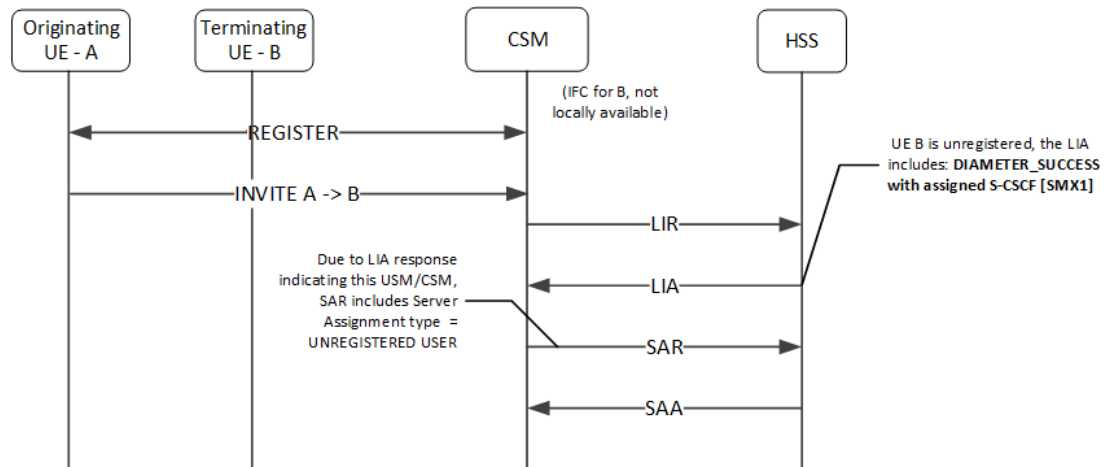 Originating
UE - A
Terminating
UE - B
CSM
HSS
(IFC for B, not
locally available)
REGISTER
UE B is unregistered, the LIA
includes: DIAMETER_SUCCESS
with assigned S-CSCF [SMX1]
INVITE A -> B
LIR
Due to LIA response
indicating this USM/CSM,
SAR includes Server
Assignment type =
UNREGISTERED USER
LIA
SAR
SAA